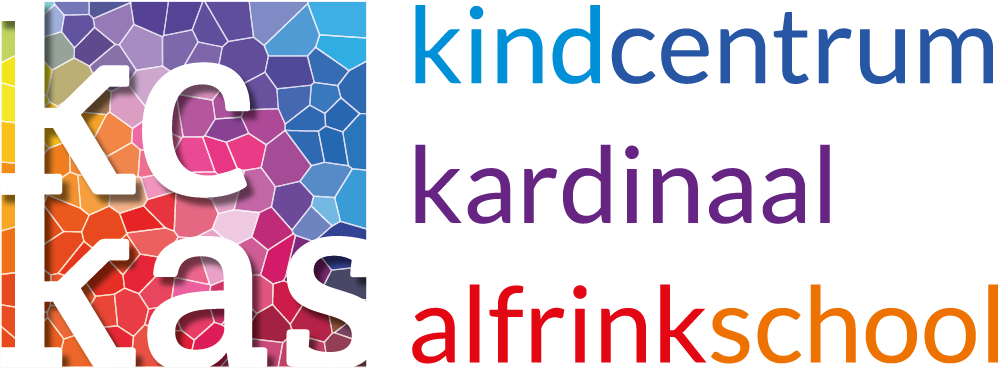 kc
kas
kindcentrum
kardinaal
alfrinkschool